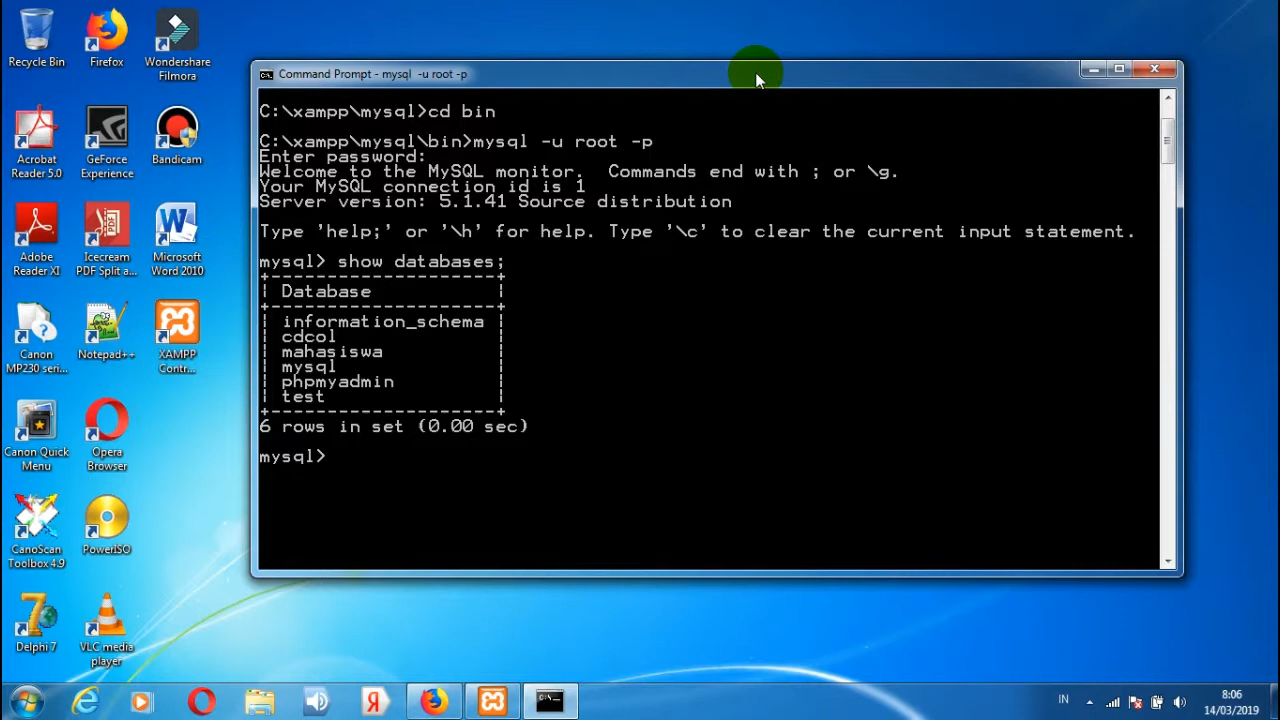 Recycle Bin
Firefox
Wondershare
Filmora
Acrobat
Reader 5.0
GeForce
Experience
Bandicam
Adobe
Reader XI
Icecream
PDF Split a...
Microsoft
Word 2010
Canon
MP230 seri...
Notepad++
XAMPP
Contr...
Canon Quick
Menu
Opera
Browser
CanoScan
Toolbox 4.9
PowerISO
Delphi 7
VLC media
player
Command Prompt - mysql -u root -p
C:\xampp\mysql>cd bin
C:\xampp\mysql\bin>mysql -u root -p
Enter password:
Welcome to the MySQL monitor.  Commands end with ; or \g.
Your MySQL connection id is 1
Server version: 5.1.41 Source distribution
Type 'help;' or '\h' for help. Type '\c' to clear the current input statement.
mysql> show databases;
+--------------------+
| Database           |
+--------------------+
| information_schema |
| cdcol              |
| mahasiswa          |
| mysql              |
| phpmyadmin         |
| test               |
+--------------------+
6 rows in set (0.00 sec)
mysql>
IN
8:06
14/03/2019